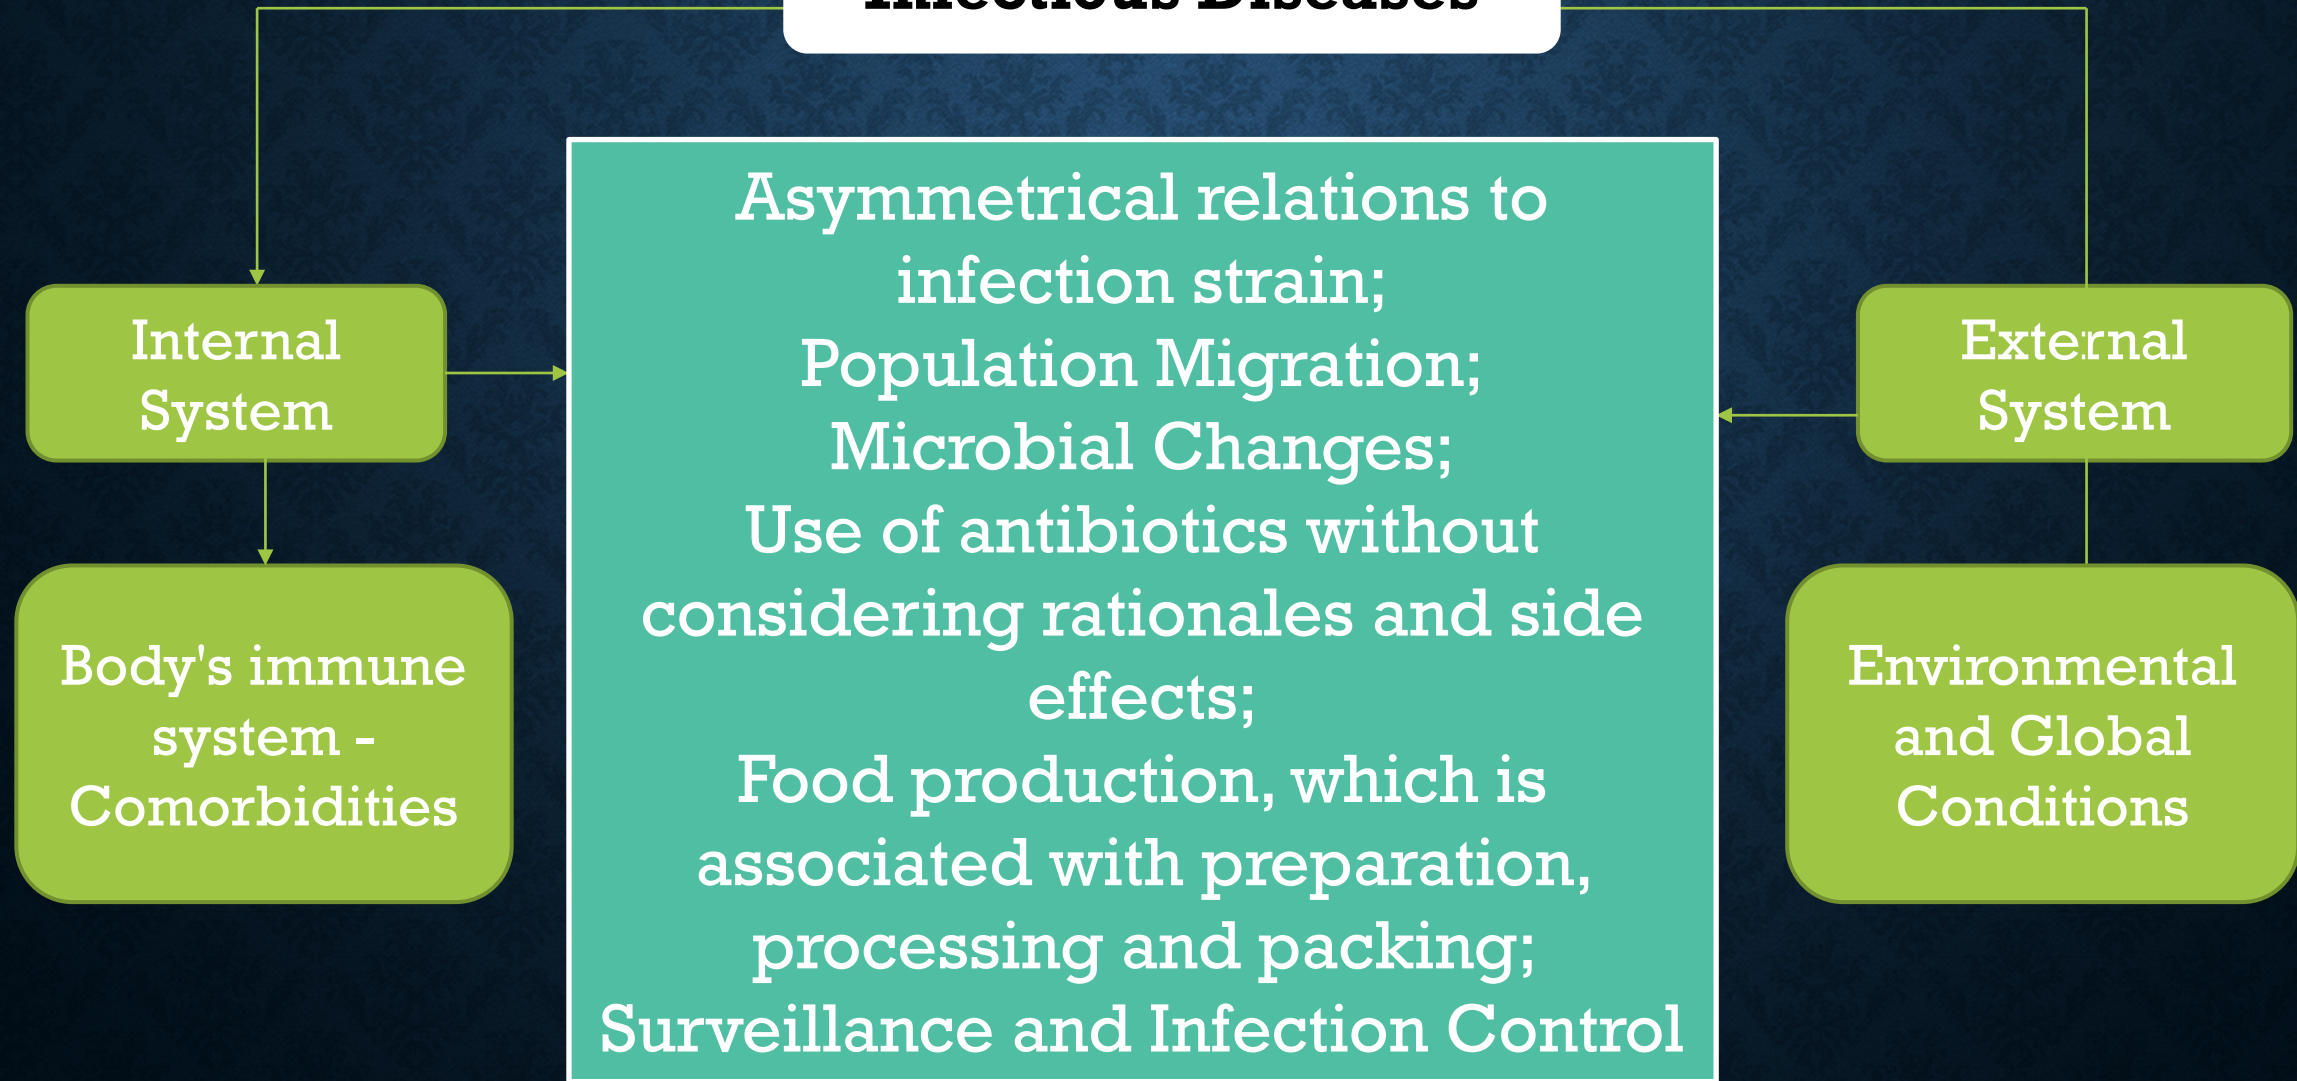 Infectious Diseases
Asymmetrical relations to
infection strain;
Population Migration;
Microbial Changes;
Use of antibiotics without
considering rationales and side
effects;
Food production, which is
associated with preparation,
processing and packing;
Surveillance and Infection Control
Internal
System
Body's immune
system -
Comorbidities
External
System
Environmental
and Global
Conditions